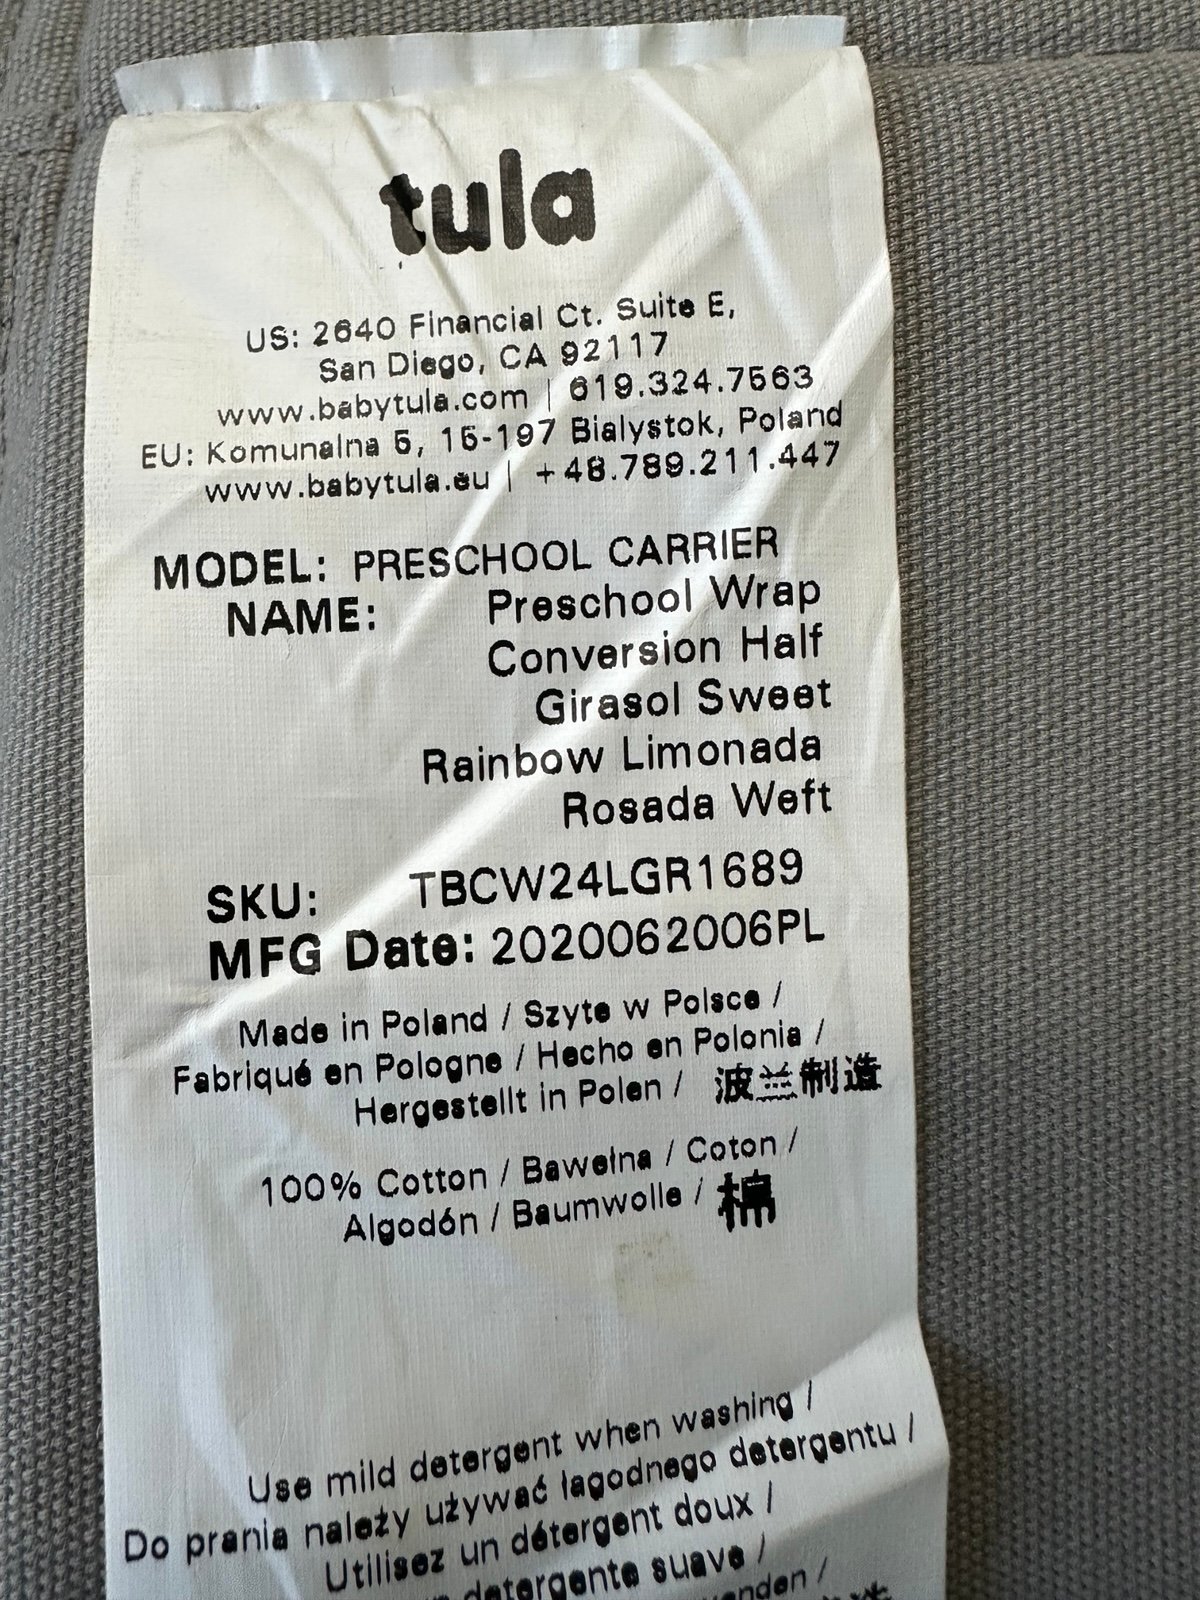 tula
US: 2640 Financial Ct. Suite E,
San Diego, CA 92117
www.babytula.com | 619.324.7563
EU: Komunalna 5, 15-197 Bialystok, Poland
www.babytula.eu | +48.789.211.447
MODEL: PRESCHOOL CARRIER
NAME: Preschool Wrap
Conversion Half
Girasol Sweet
Rainbow Limonada
Rosada Weft
SKU: TBCW24LGR1689
MFG Date: 2020062006PL
Made in Poland / Szyte w Polsce /
Fabriqué en Pologne / Hecho en Polonia /
Hergestellt in Polen / 波兰制造
100% Cotton / Bawełna / Coton /
Algodón / Baumwolle / 棉
Use mild detergent when washing /
Do prania należy używać łagodnego detergentu /
Utilisez un détergent doux /
detergente suave /